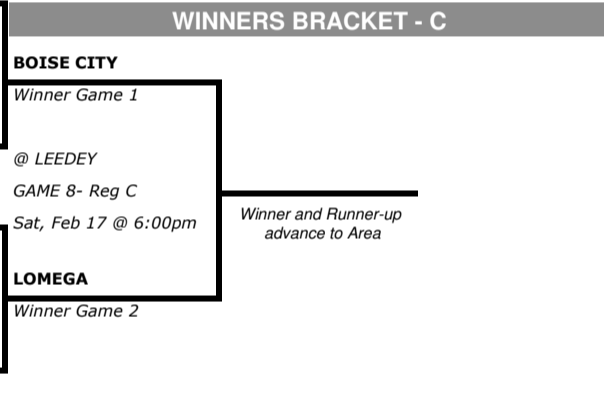 WINNERS BRACKET - C
BOISE CITY
Winner Game 1
@ LEEDEY
GAME 8- Reg C
Sat, Feb 17 @ 6:00pm
Winner and Runner-up
advance to Area
LOMEGA
Winner Game 2